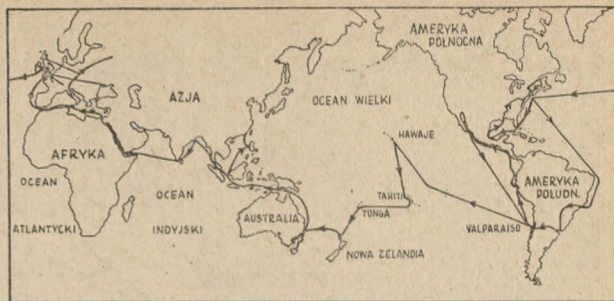 AMERYKA
PÓŁNOCNA
AZJA
OCEAN WIELKI
HAWAJE
AFRYKA
OCEAN
ATLANTYCKI
OCEAN
INDYJSKI
TAHITI
TONGA
AUSTRALIA
NOWA ZELANDIA
VALPARAISO
AMERYKA
POŁUDN.